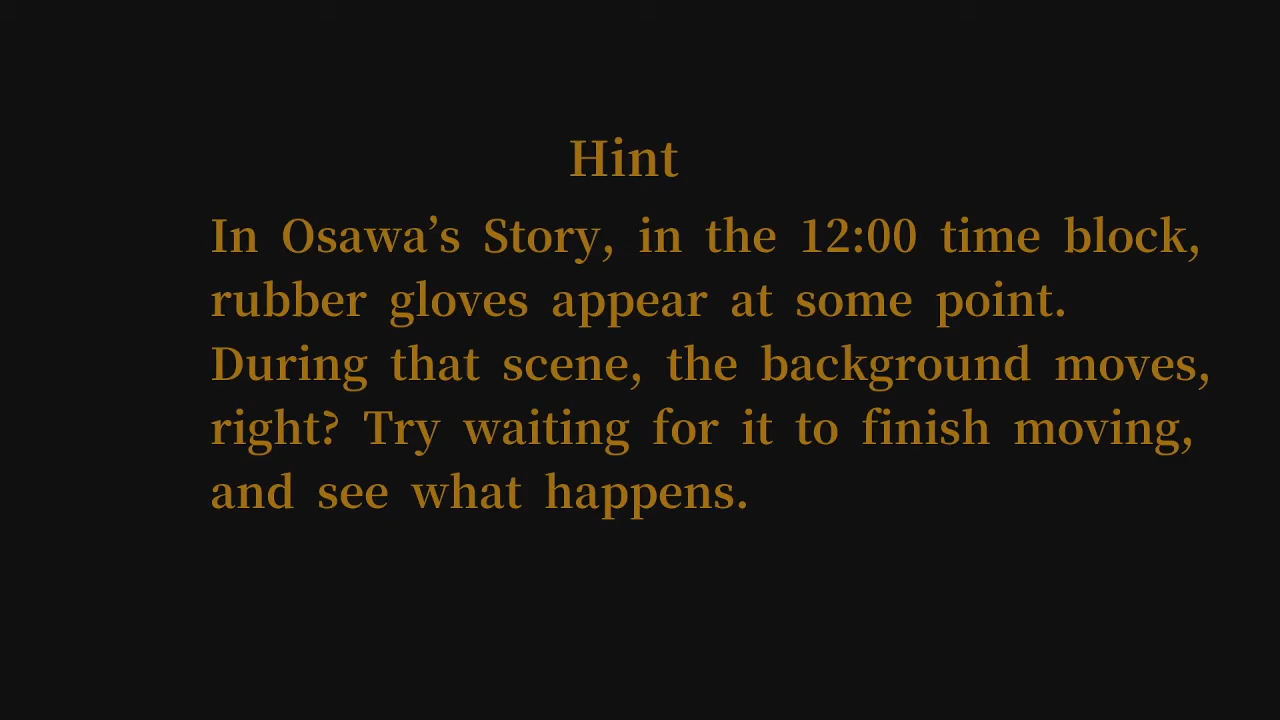 Hint
In Osawa’s Story, in the 12:00 time block,
rubber gloves appear at some point.
During that scene, the background moves,
right? Try waiting for it to finish moving,
and see what happens.